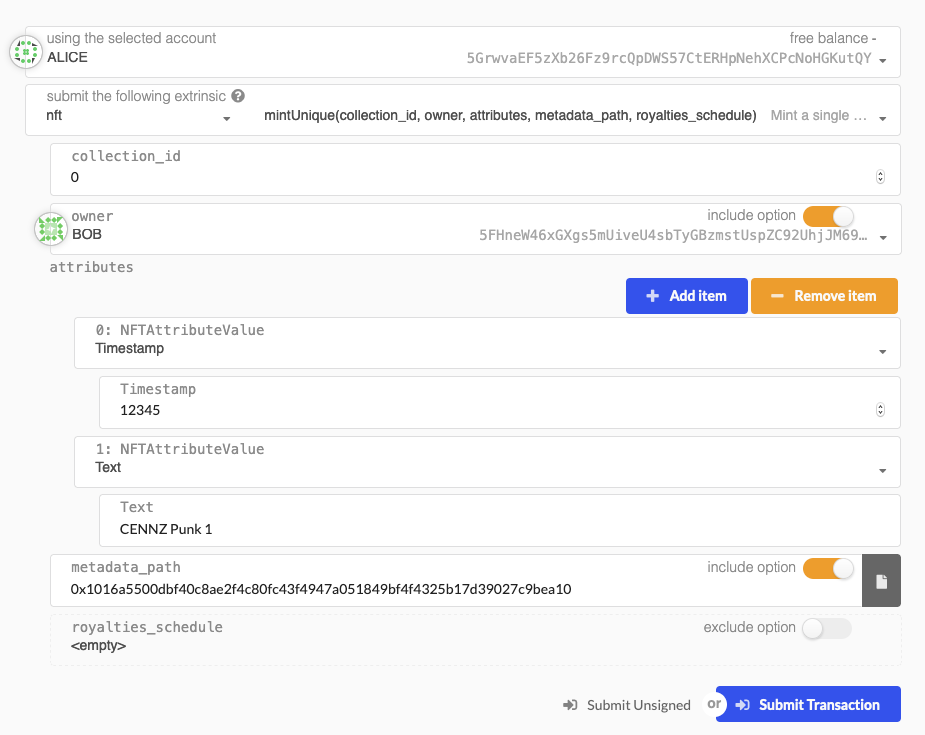 using the selected account
free balance -
ALICE
5GrwvaEF5zXb26Fz9rcQpDWS57CtERHpNehXCPcNoHGKutQY
submit the following extrinsic ?
nft
mintUnique(collection_id, owner, attributes, metadata_path, royalties_schedule)
Mint a single …
collection_id
0
owner
include option
BOB
5FHneW46xGXgs5mUiveU4sbTyGBzmstUspZC92UhjJM69…
attributes
+ Add item
− Remove item
0: NFTAttributeValue
Timestamp
Timestamp
12345
1: NFTAttributeValue
Text
Text
CENNZ Punk 1
metadata_path
include option
0x1016a5500dbf40c8ae2f4c80fc43f4947a051849bf4f4325b17d39027c9bea10
royalties_schedule
exclude option
<empty>
Submit Unsigned
or
Submit Transaction